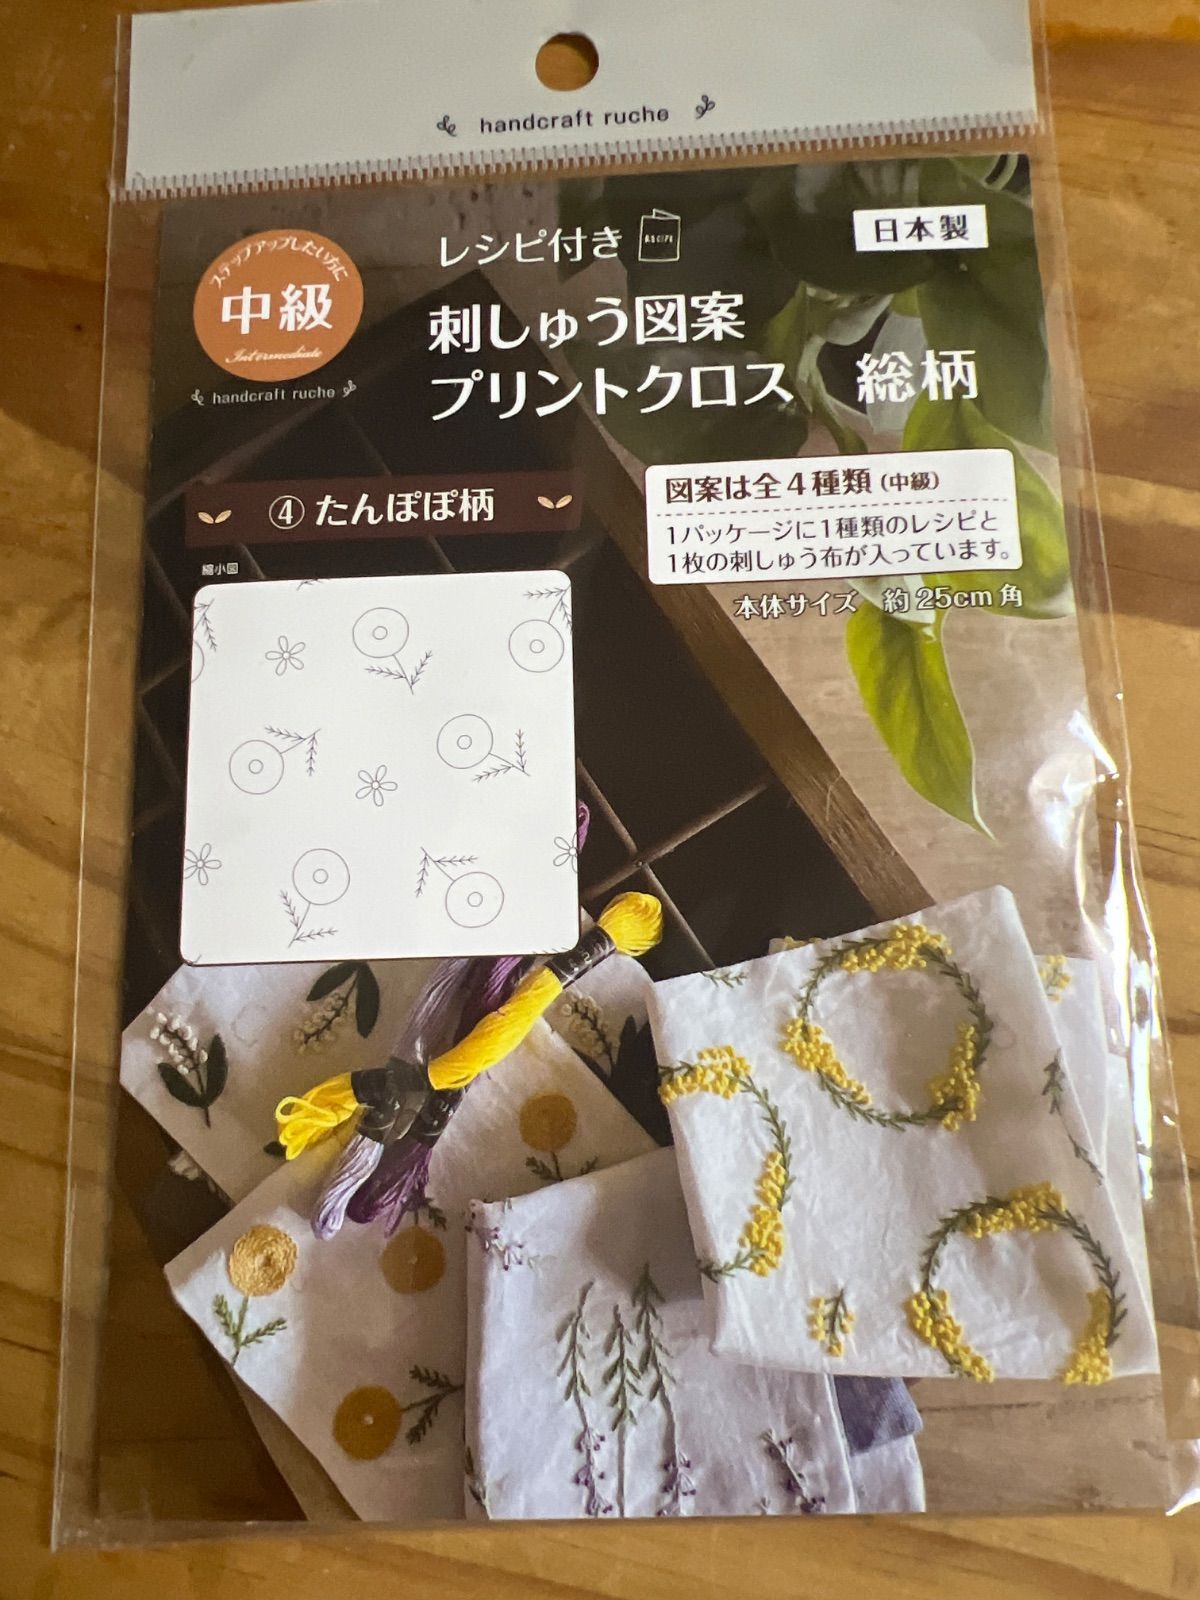 handcraft ruche
ステップアップしたい方に
中級
Intermediate
handcraft ruche
レシピ付き
RECIPE
日本製
刺しゅう図案
プリントクロス 総柄
④たんぽぽ柄
縮小図
図案は全4種類(中級)
1パッケージに1種類のレシピと
1枚の刺しゅう布が入っています。
本体サイズ 約25cm角